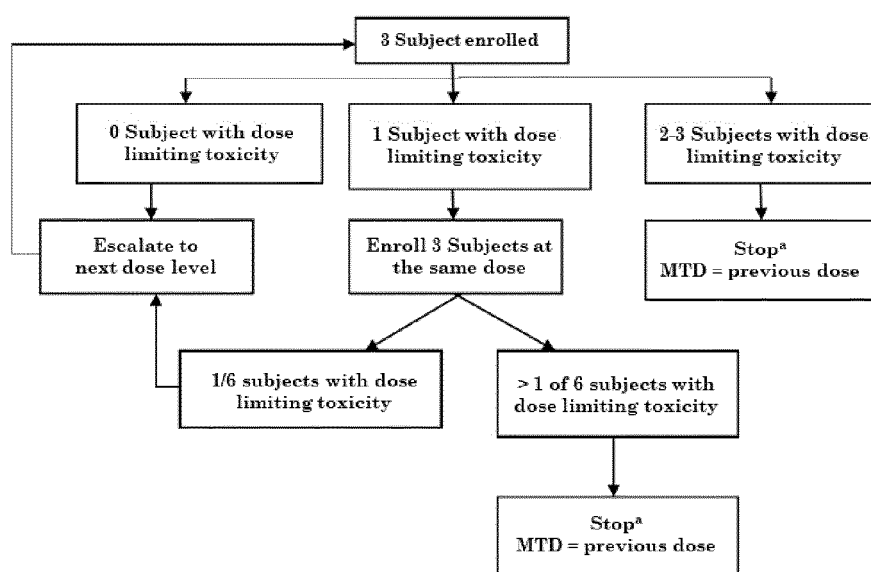 3 Subject enrolled
0 Subject with dose
limiting toxicity
1 Subject with dose
limiting toxicity
2-3 Subjects with dose
limiting toxicity
Escalate to
next dose level
Enroll 3 Subjects at
the same dose
Stopª
MTD = previous dose
1/6 subjects with dose
limiting toxicity
> 1 of 6 subjects with
dose limiting toxicity
Stopª
MTD = previous dose